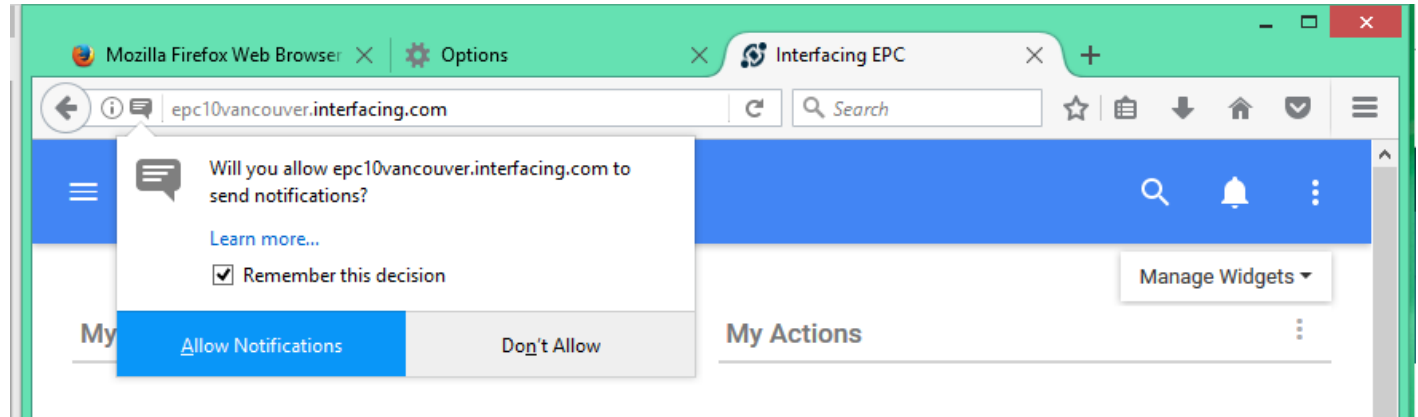 Mozilla Firefox Web Browser
Options
Interfacing EPC
epc10vancouver.interfacing.com
Search
Will you allow epc10vancouver.interfacing.com to
send notifications?
Learn more...
Remember this decision
Allow Notifications
Don't Allow
Manage Widgets
My
My Actions